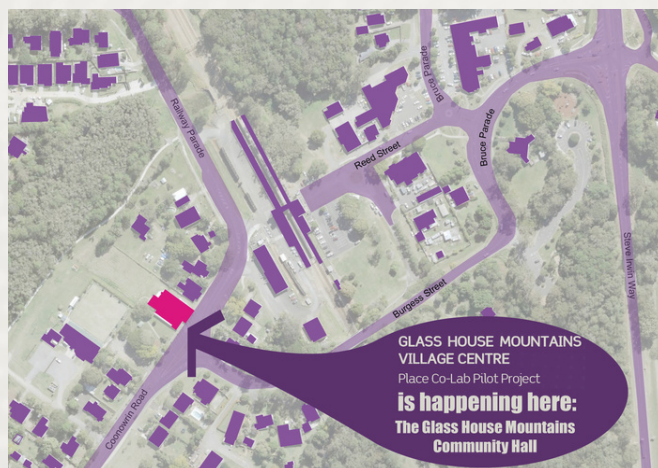 Railway Parade
Bruce Parade
Reed Street
Bruce Parade
Steve Irwin Way
Burgess Street
Coonowrin Road
GLASS HOUSE MOUNTAINS
VILLAGE CENTRE
Place Co-Lab Pilot Project
is happening here:
The Glass House Mountains
Community Hall